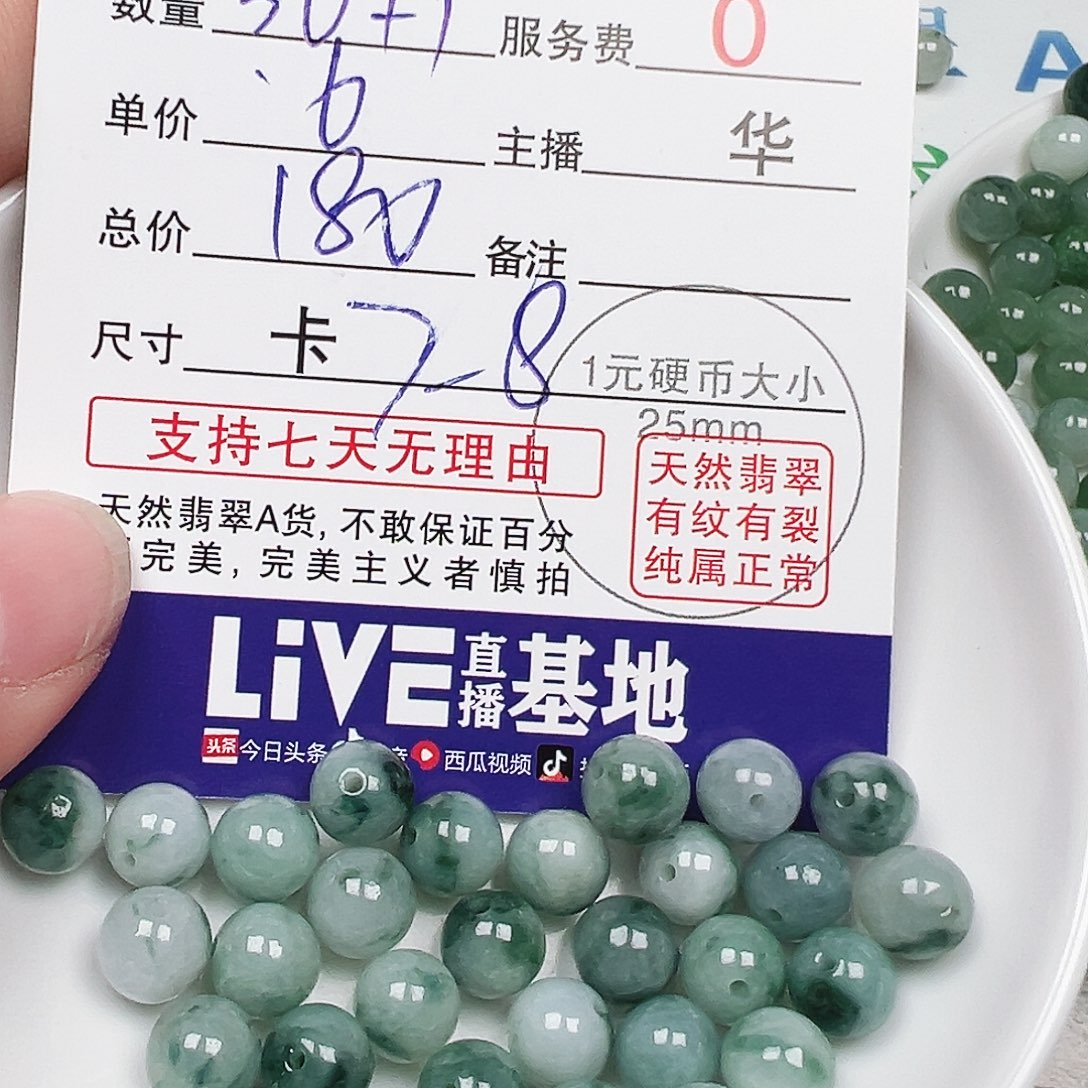 数量 30+1 服务费 0
单价 6 主播 华
总价 180 备注
尺寸 卡 7-8
1元硬币大小
25mm
支持七天无理由
天然翡翠
有纹有裂
纯属正常
天然翡翠A货,不敢保证百分
完美,完美主义者慎拍
LiVE直播基地
头条 今日头条 西瓜视频
A